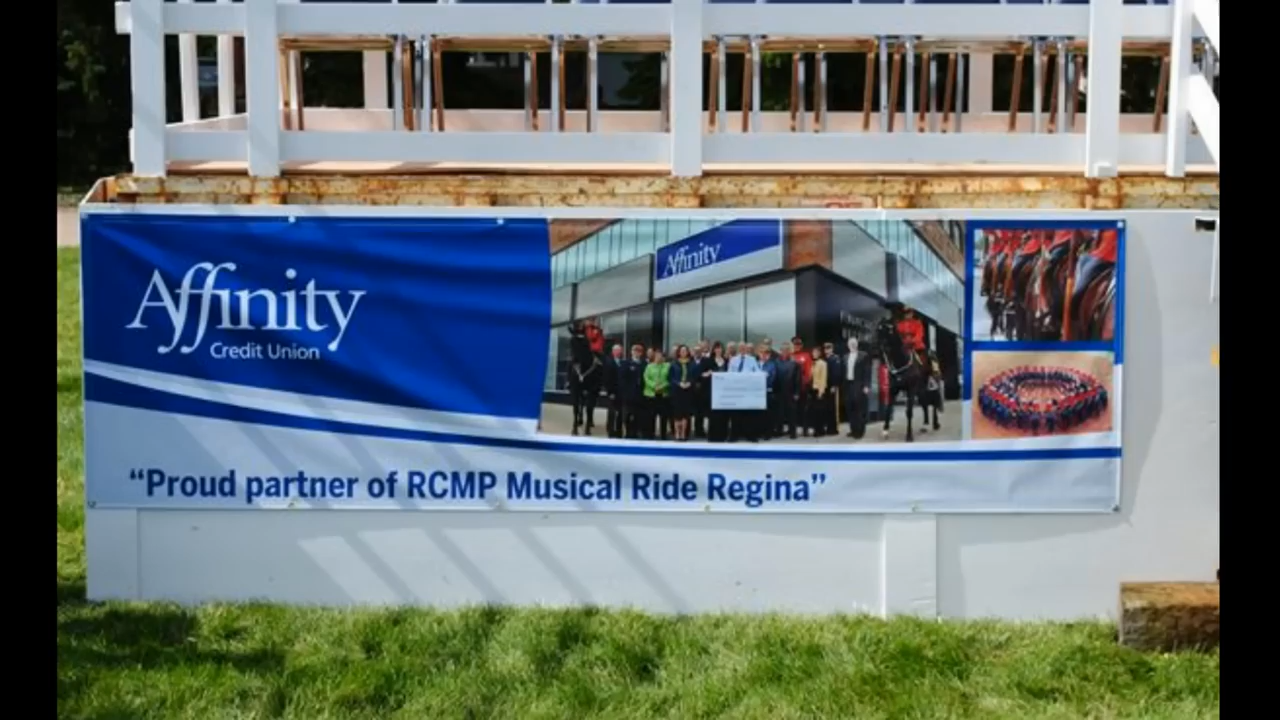 Affinity
Credit Union
Affinity
“Proud partner of RCMP Musical Ride Regina”